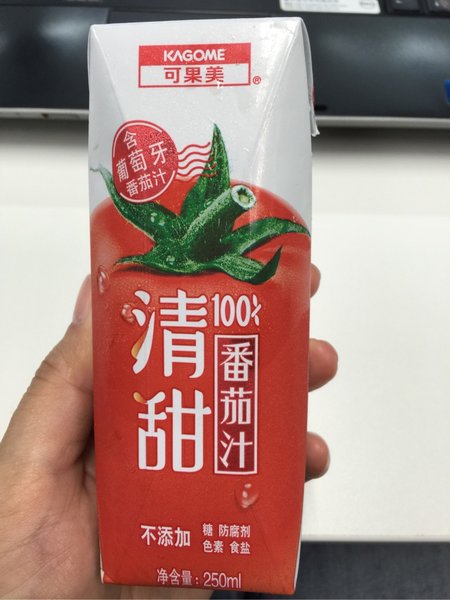 KAGOME
可果美
®
含
葡萄牙
番茄汁
清甜
100%
番茄汁
不添加
糖 防腐剂
色素 食盐
净含量: 250ml